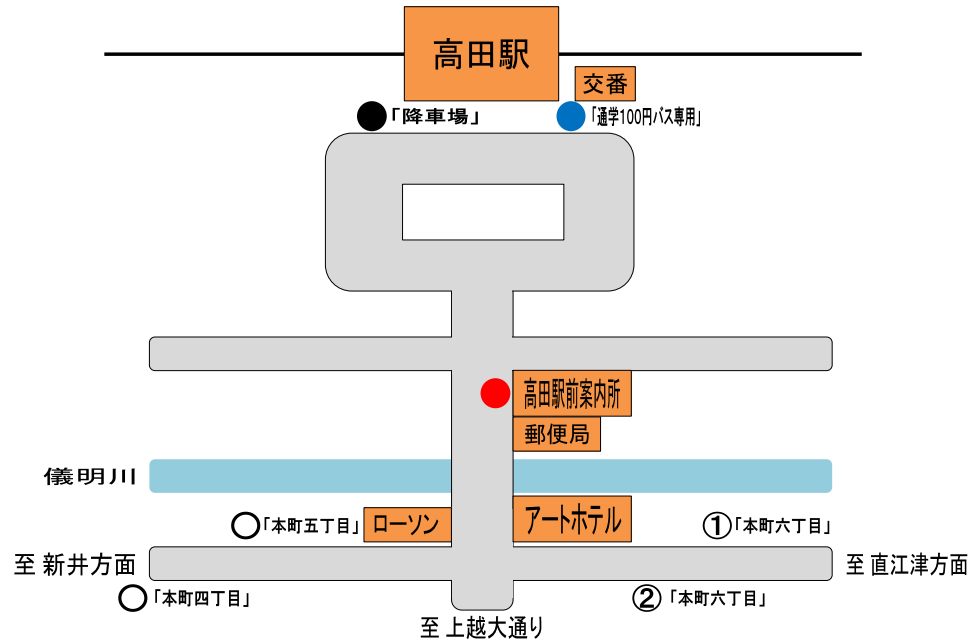 高田駅
交番
「降車場」
「通学100円バス専用」
高田駅前案内所
郵便局
儀明川
「本町五丁目」
ローソン
アートホテル
①「本町六丁目」
至 新井方面
至 直江津方面
「本町四丁目」
②「本町六丁目」
至 上越大通り